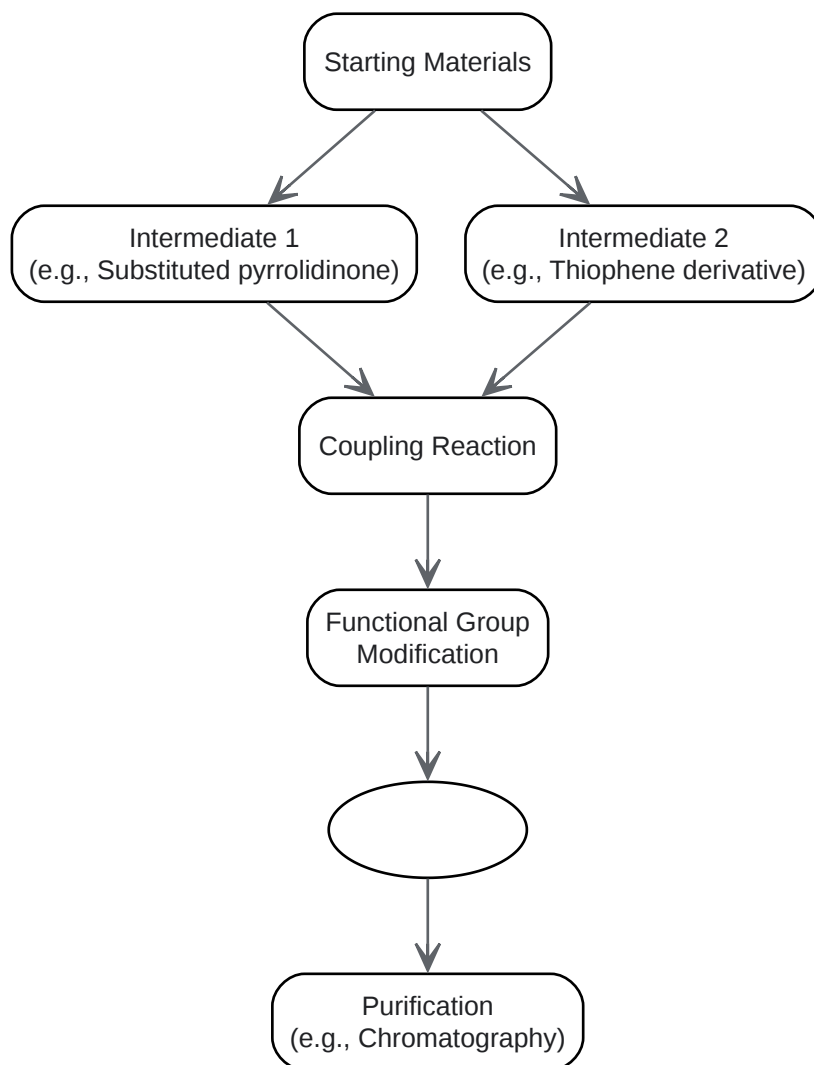 Starting Materials
Intermediate 1
(e.g., Substituted pyrrolidinone)
Intermediate 2
(e.g., Thiophene derivative)
Coupling Reaction
Functional Group
Modification
Purification
(e.g., Chromatography)